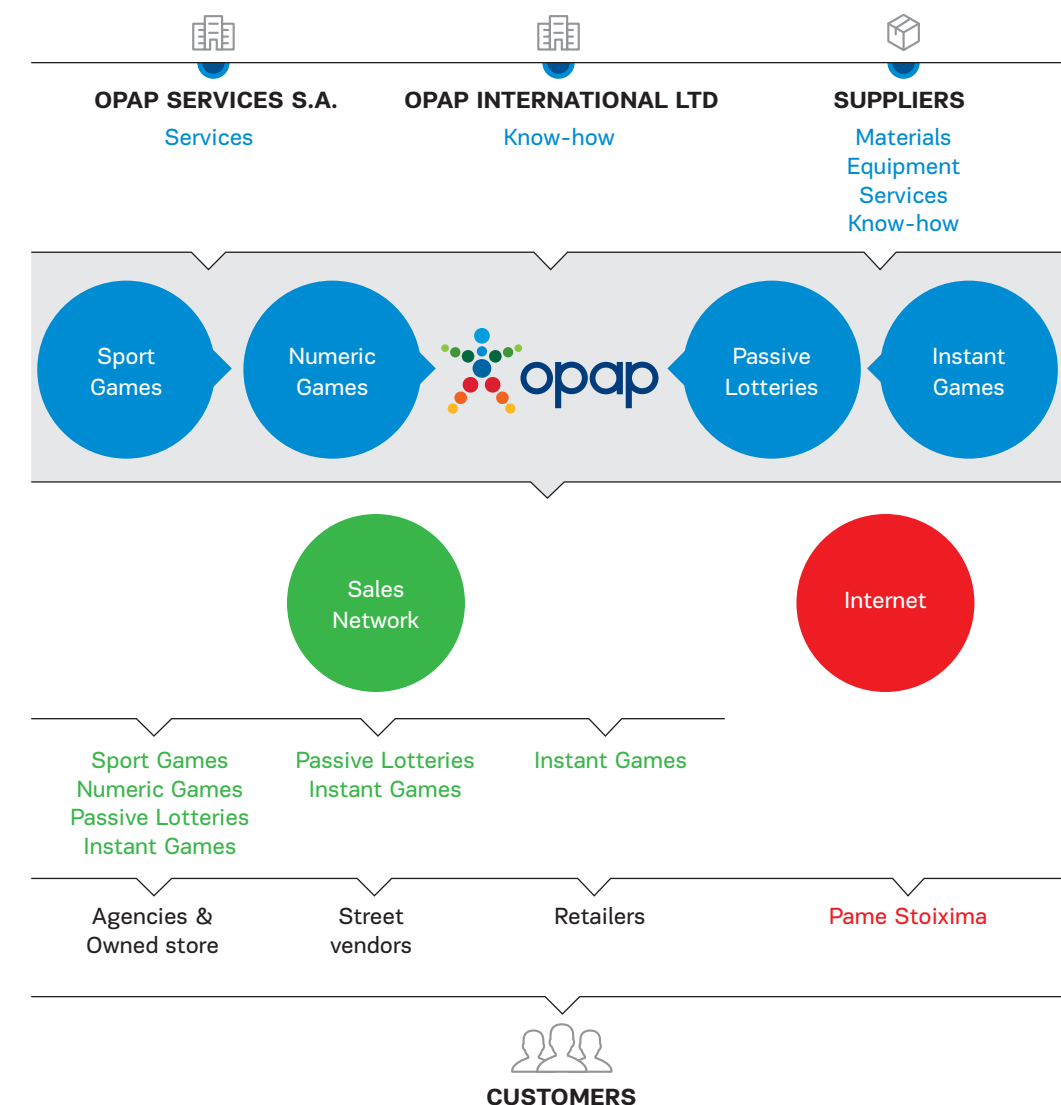 OPAP SERVICES S.A.
Services
OPAP INTERNATIONAL LTD
Know-how
SUPPLIERS
Materials
Equipment
Services
Know-how
Sport
Games
Numeric
Games
opap
Passive
Lotteries
Instant
Games
Sales
Network
Internet
Sport Games
Numeric Games
Passive Lotteries
Instant Games
Passive Lotteries
Instant Games
Instant Games
Agencies &
Owned store
Street
vendors
Retailers
Pame Stoixima
CUSTOMERS